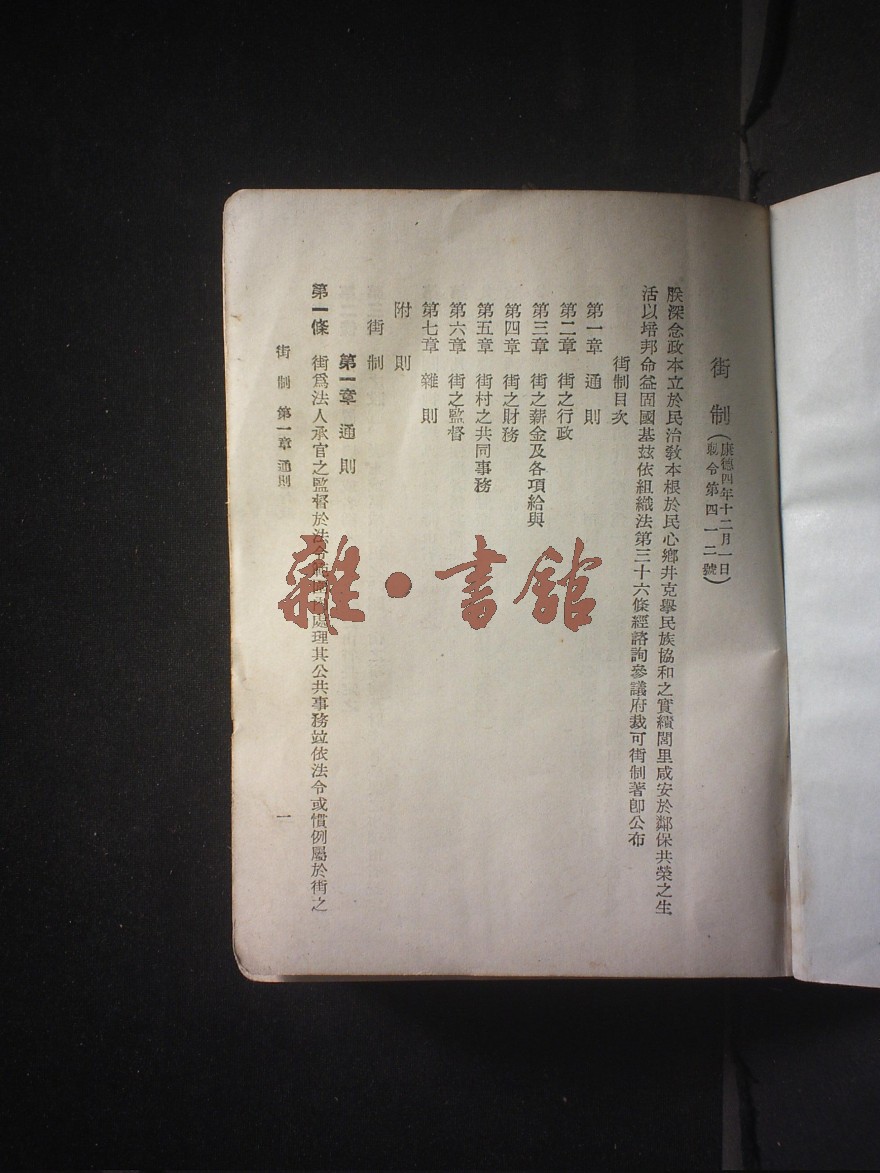 街制(康德四年十二月一日
勅令第四一二號)
朕深念政本立於民治敎本根於民心鄉井克舉民族協和之實績閭里咸安於鄰保共榮之生
活以培邦命益固國基玆依組織法第三十六條經諮詢參議府裁可街制著卽公布
街制目次
第一章 通則
第二章 街之行政
第三章 街之薪金及各項給與
第四章 街之財務
第五章 街村之共同事務
第六章 街之監督
第七章 雜則
附則
街制
第一章 通則
第一條 街爲法人承官之監督於法令 處理其公共事務竝依法令或慣例屬於街之
街制 第一章 通則
一
雜·書館